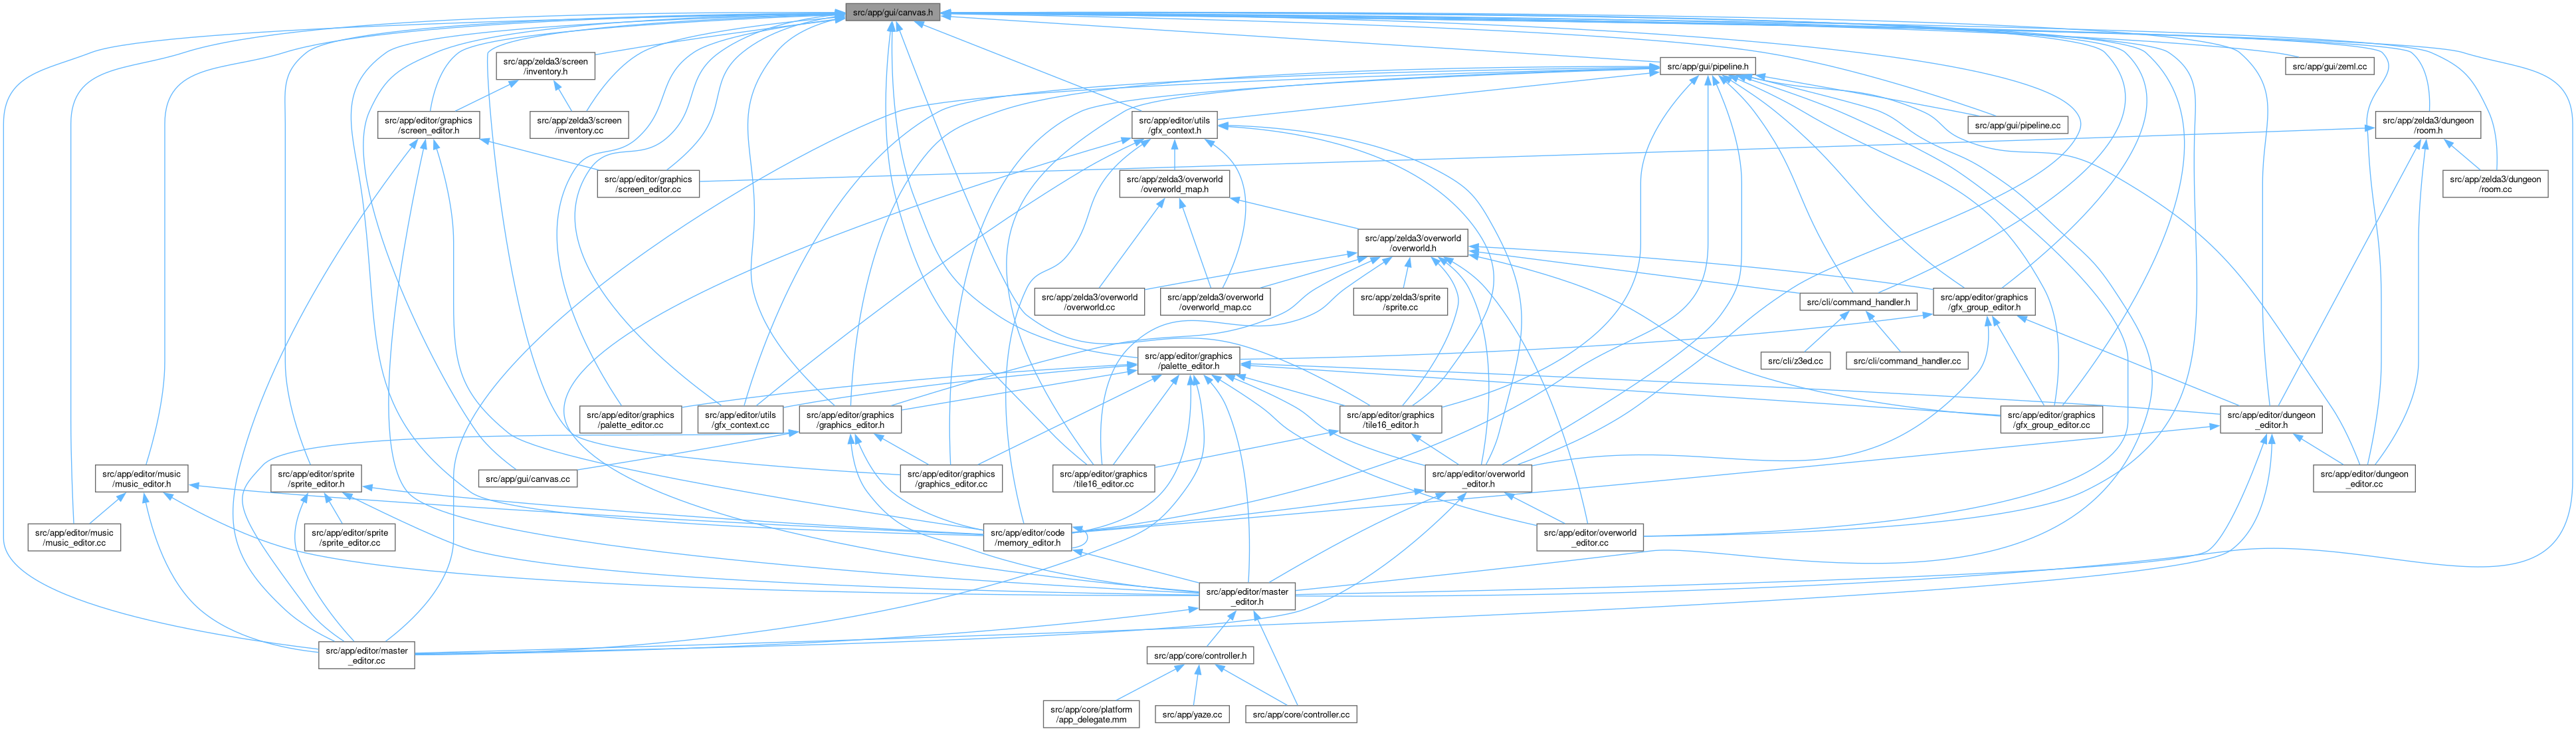 src/app/gui/canvas.h
src/app/zelda3/screen
/inventory.h
src/app/gui/pipeline.h
src/app/gui/zeml.cc
src/app/editor/graphics
/screen_editor.h
src/app/zelda3/screen
/inventory.cc
src/app/editor/utils
/gfx_context.h
src/app/gui/pipeline.cc
src/app/zelda3/dungeon
/room.h
src/app/editor/graphics
/screen_editor.cc
src/app/zelda3/overworld
/overworld_map.h
src/app/zelda3/dungeon
/room.cc
src/app/zelda3/overworld
/overworld.h
src/app/zelda3/overworld
/overworld.cc
src/app/zelda3/overworld
/overworld_map.cc
src/app/zelda3/sprite
/sprite.cc
src/cli/command_handler.h
src/app/editor/graphics
/gfx_group_editor.h
src/app/editor/graphics
/palette_editor.h
src/cli/z3ed.cc
src/cli/command_handler.cc
src/app/editor/graphics
/palette_editor.cc
src/app/editor/utils
/gfx_context.cc
src/app/editor/graphics
/graphics_editor.h
src/app/editor/graphics
/tile16_editor.h
src/app/editor/graphics
/gfx_group_editor.cc
src/app/editor/dungeon
_editor.h
src/app/editor/music
/music_editor.h
src/app/editor/sprite
/sprite_editor.h
src/app/gui/canvas.cc
src/app/editor/graphics
/graphics_editor.cc
src/app/editor/graphics
/tile16_editor.cc
src/app/editor/overworld
_editor.h
src/app/editor/dungeon
_editor.cc
src/app/editor/music
/music_editor.cc
src/app/editor/sprite
/sprite_editor.cc
src/app/editor/code
/memory_editor.h
src/app/editor/overworld
_editor.cc
src/app/editor/master
_editor.h
src/app/editor/master
_editor.cc
src/app/core/controller.h
src/app/core/platform
/app_delegate.mm
src/app/yaze.cc
src/app/core/controller.cc